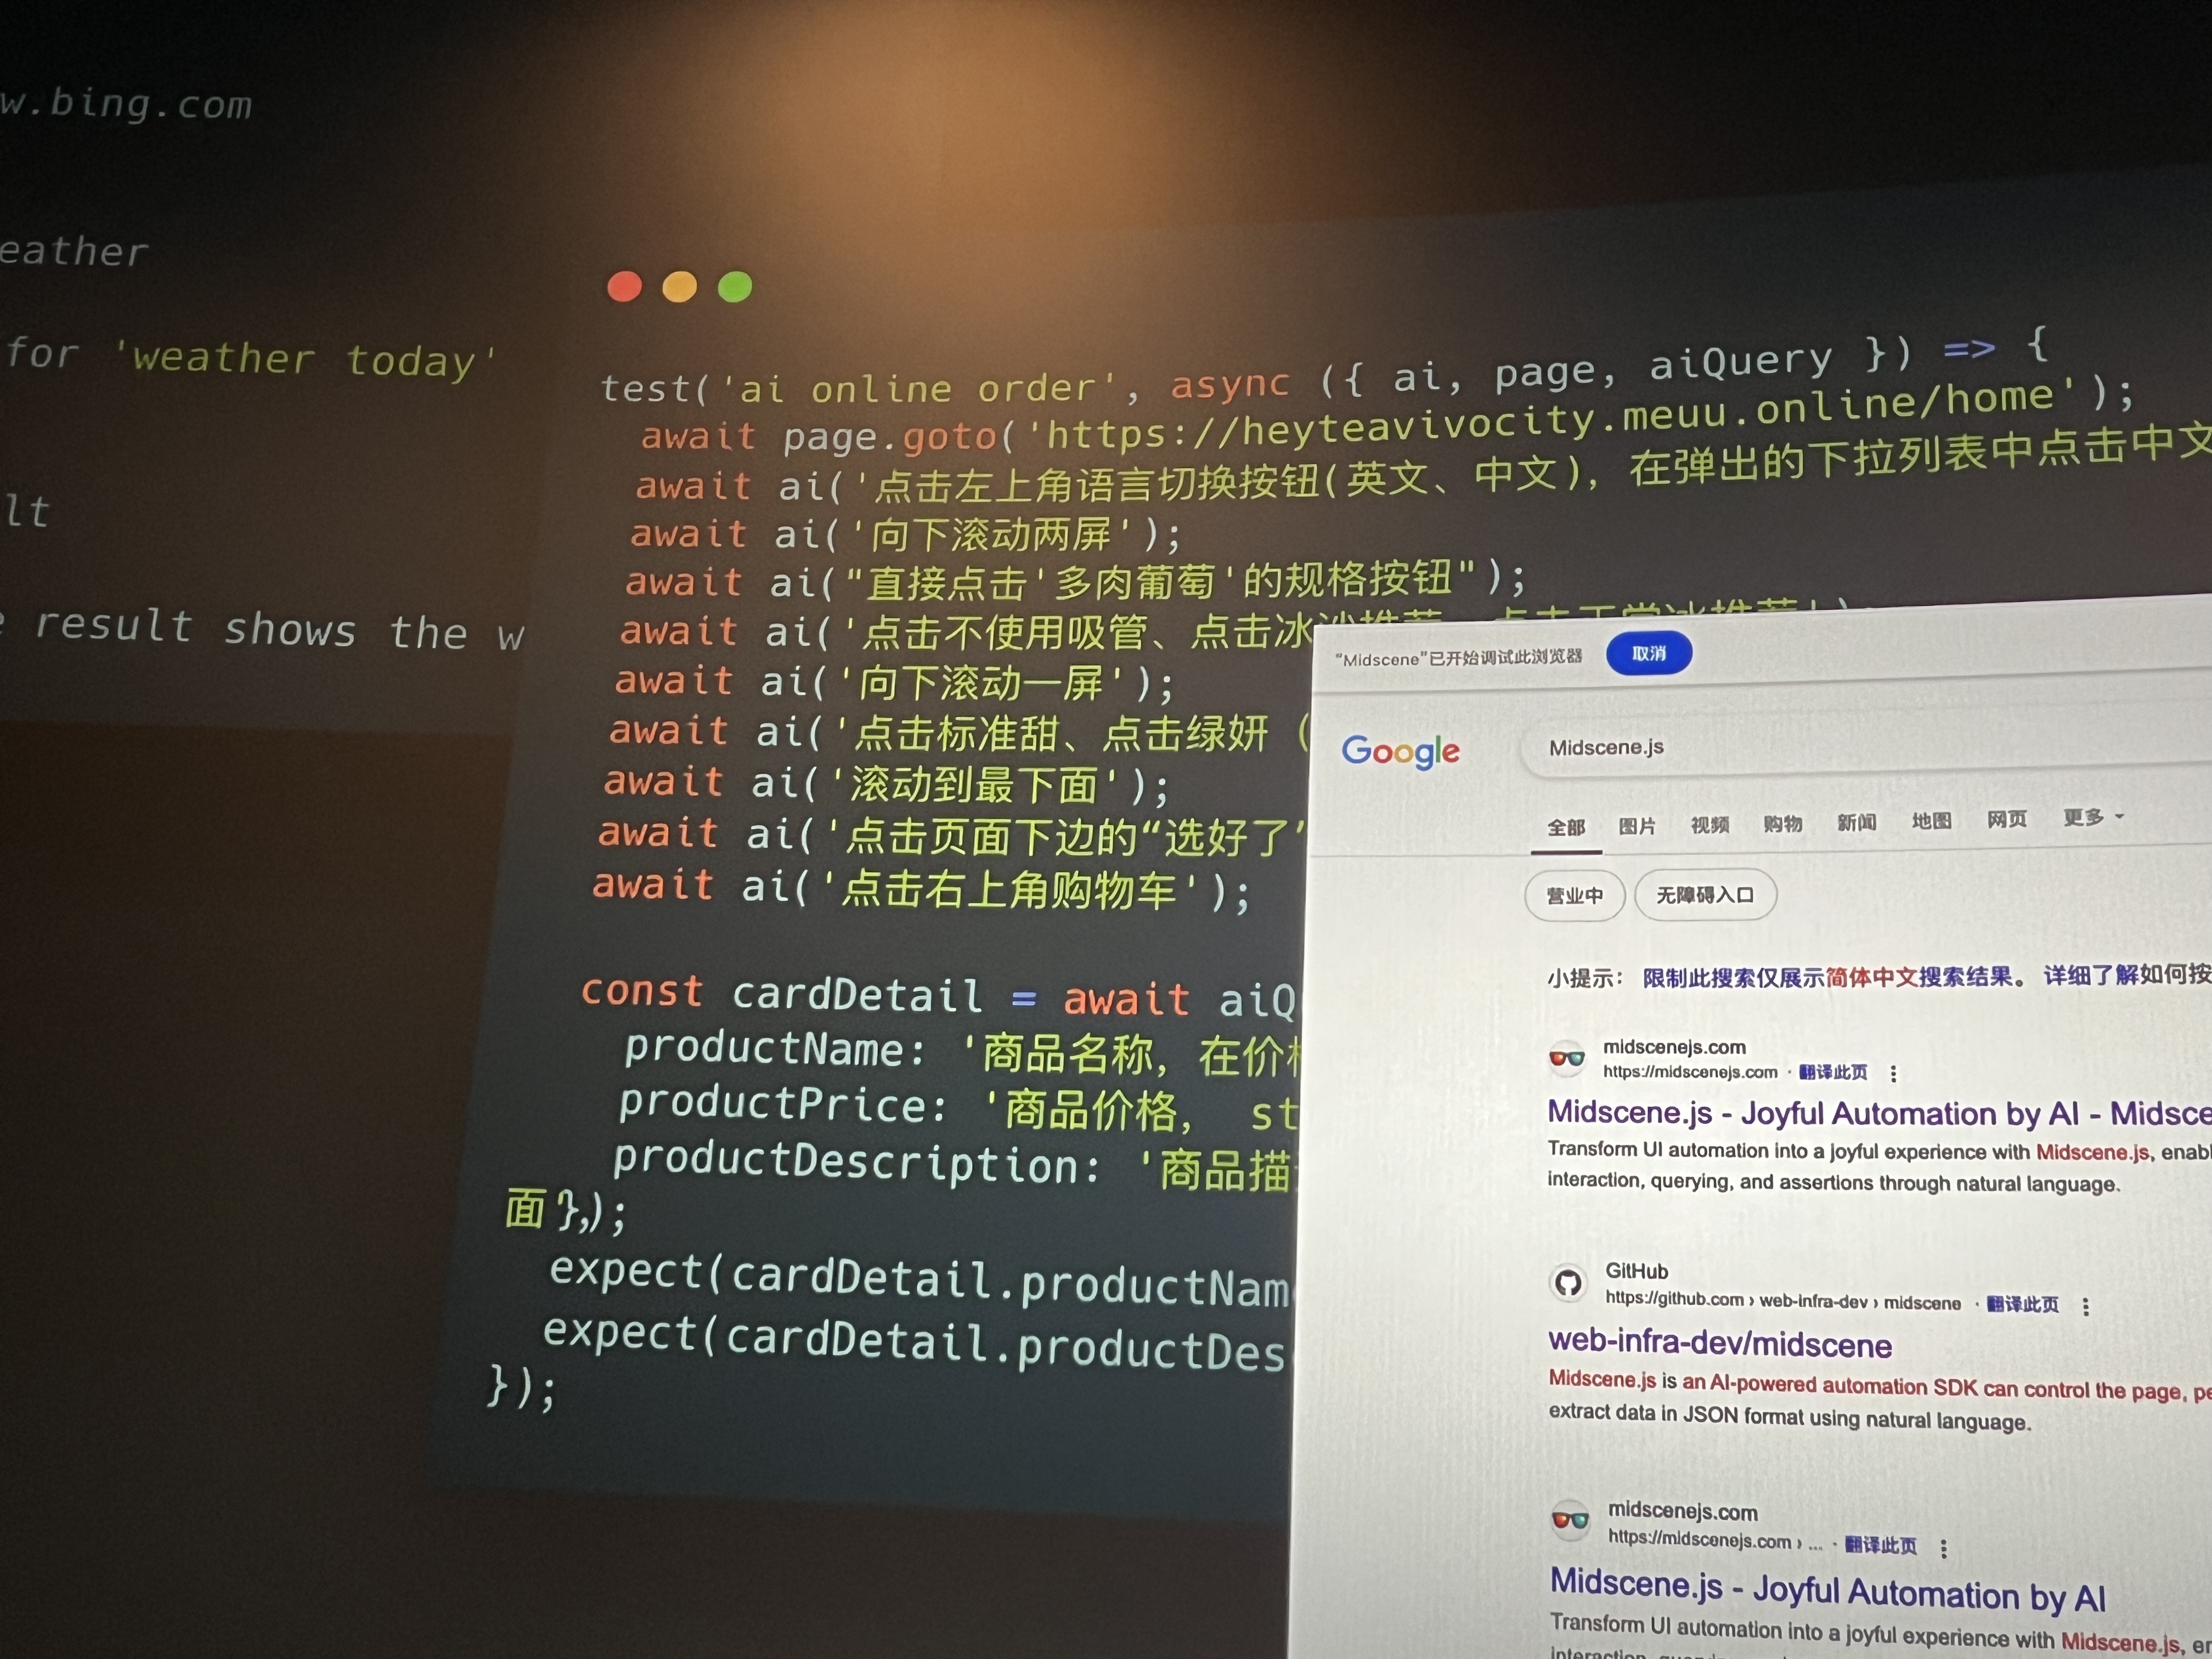 w.bing.com
eather
for 'weather today'
lt
result shows the w
test('ai online order', async ({ ai, page, aiQuery }) => {
await page.goto('https://heyteavivocity.meuu.online/home');
await ai('点击左上角语言切换按钮(英文、中文)，在弹出的下拉列表中点击中文
await ai('向下滚动两屏');
await ai("直接点击'多肉葡萄'的规格按钮");
await ai('点击不使用吸管、点击冰沙推荐、点击正常冰推荐');
await ai('向下滚动一屏');
await ai('点击标准甜、点击绿妍（
await ai('滚动到最下面');
await ai('点击页面下边的“选好了”
await ai('点击右上角购物车');
const cardDetail = await aiQ
productName: '商品名称，在价格
productPrice: '商品价格， st
productDescription: '商品描
面'},);
expect(cardDetail.productNam
expect(cardDetail.productDes
});
“Midscene”已开始调试此浏览器 取消
Google Midscene.js
全部 图片 视频 购物 新闻 地图 网页 更多
营业中 无障碍入口
小提示： 限制此搜索仅展示简体中文搜索结果。 详细了解如何按
midscenejs.com
https://midscenejs.com · 翻译此页
Midscene.js - Joyful Automation by AI - Midsce
Transform UI automation into a joyful experience with Midscene.js, enabl
interaction, querying, and assertions through natural language.
GitHub
https://github.com › web-infra-dev › midscene · 翻译此页
web-infra-dev/midscene
Midscene.js is an AI-powered automation SDK can control the page, pe
extract data in JSON format using natural language.
midscenejs.com
https://midscenejs.com › ... · 翻译此页
Midscene.js - Joyful Automation by AI
Transform UI automation into a joyful experience with Midscene.js, en